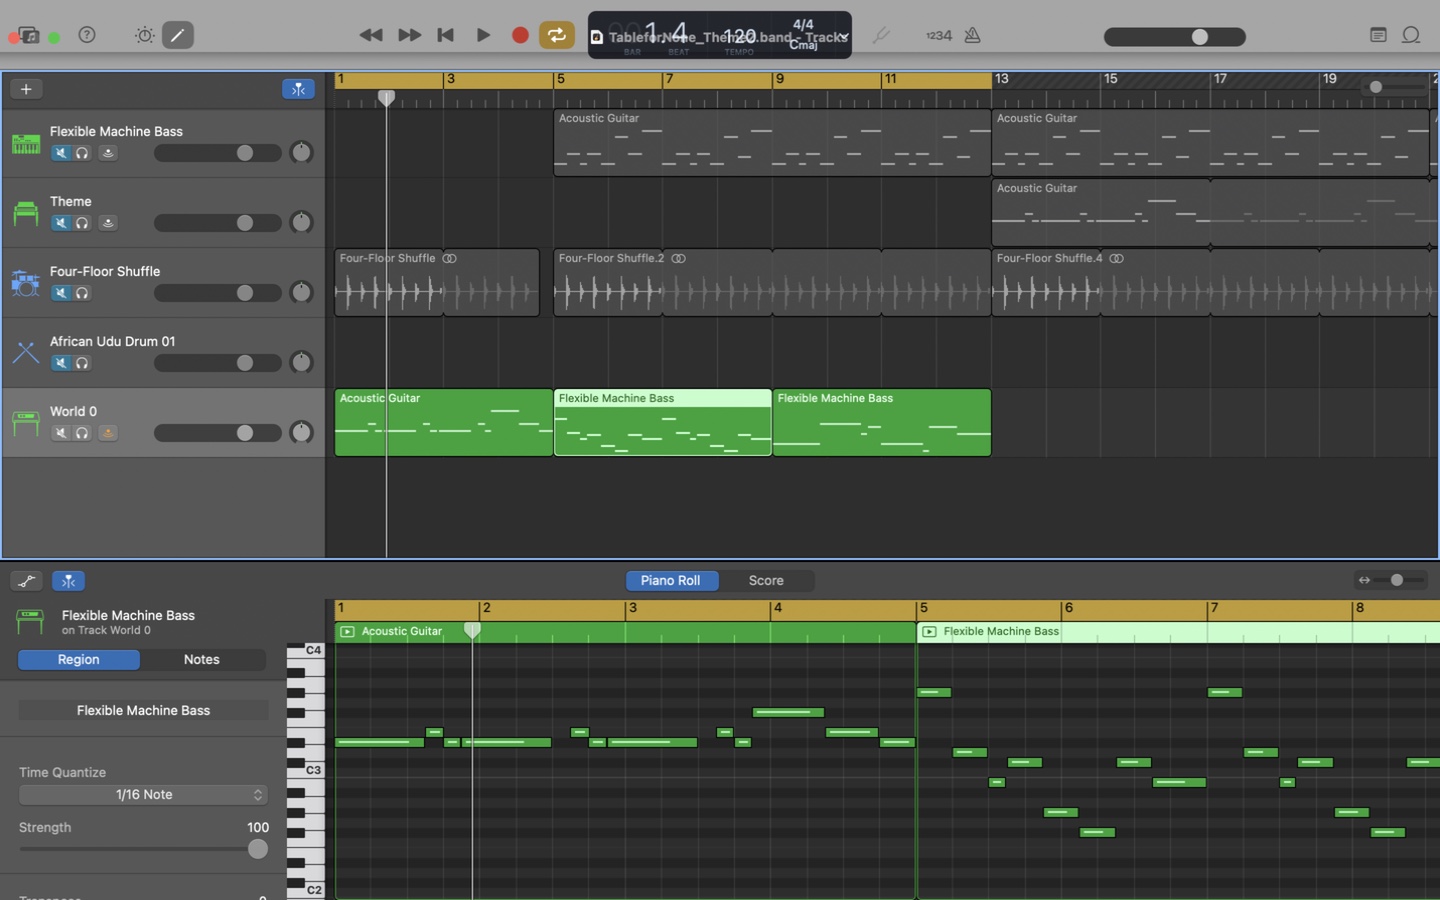 1.4
120
4/4
Cmaj
BAR
BEAT
TEMPO
TableforNone_Theme2.band - Tracks
1234
1 3 5 7 9 11 13 15 17 19
Flexible Machine Bass
Acoustic Guitar
Acoustic Guitar
Theme
Acoustic Guitar
Four-Floor Shuffle
Four-Floor Shuffle
Four-Floor Shuffle.2
Four-Floor Shuffle.4
African Udu Drum 01
World 0
Acoustic Guitar
Flexible Machine Bass
Flexible Machine Bass
Piano Roll
Score
1 2 3 4 5 6 7 8
Flexible Machine Bass
on Track World 0
Acoustic Guitar
Flexible Machine Bass
Region
Notes
C4
Flexible Machine Bass
C3
Time Quantize
1/16 Note
Strength
100
C2